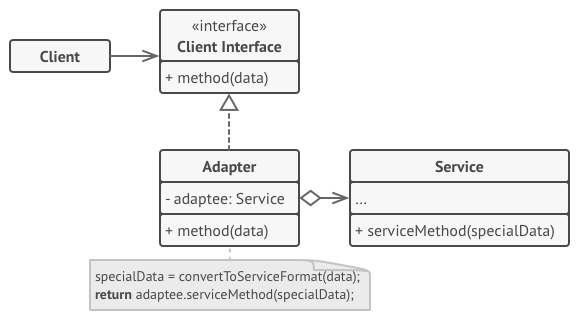 «interface»
Client Interface
Client
+ method(data)
Adapter
- adaptee: Service
+ method(data)
Service
...
+ serviceMethod(specialData)
specialData = convertToServiceFormat(data);
return adaptee.serviceMethod(specialData);